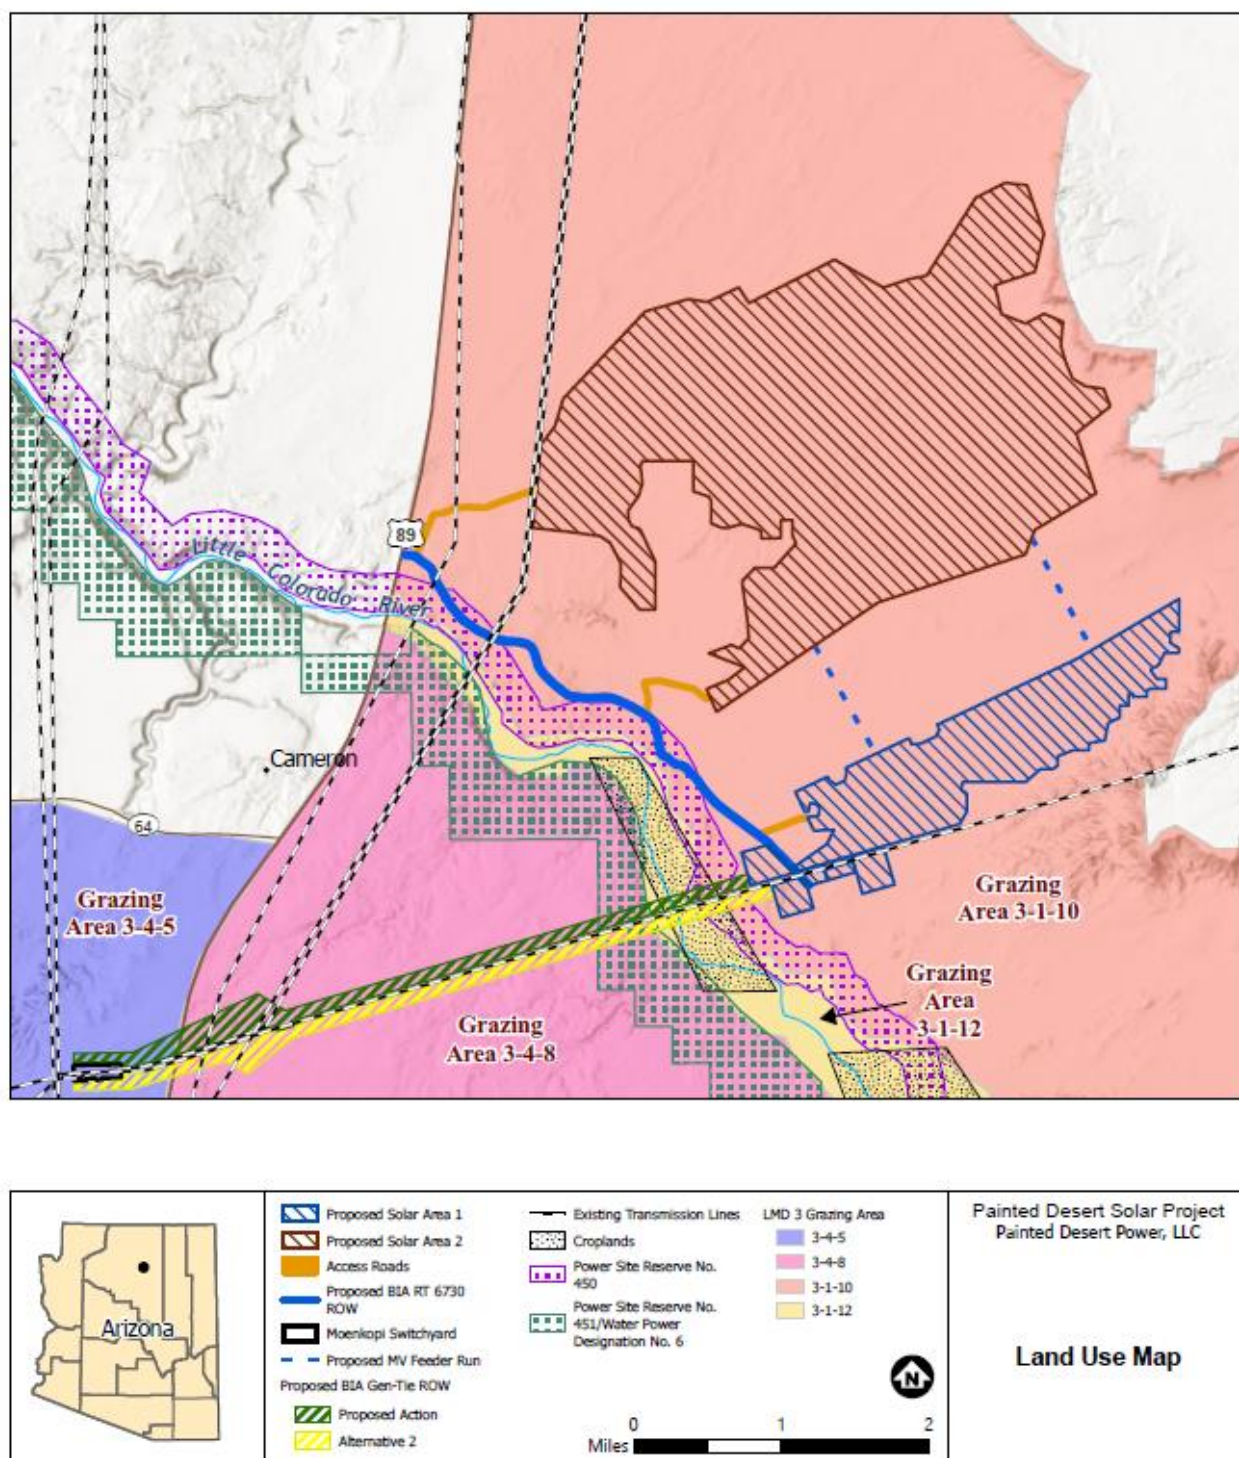 89
Little Colorado River
Cameron
64
Grazing
Area 3-4-5
Grazing
Area 3-1-10
Grazing
Area
3-1-12
Grazing
Area 3-4-8
Arizona
Proposed Solar Area 1
Proposed Solar Area 2
Access Roads
Proposed BIA RT 6730
ROW
Moenkopi Switchyard
Proposed MV Feeder Run
Proposed BIA Gen-Tie ROW
Proposed Action
Alternative 2
Existing Transmission Lines
Croplands
Power Site Reserve No.
450
Power Site Reserve No.
451/Water Power
Designation No. 6
LMD 3 Grazing Area
3-4-5
3-4-8
3-1-10
3-1-12
N
0 1 2
Miles
Painted Desert Solar Project
Painted Desert Power, LLC
Land Use Map